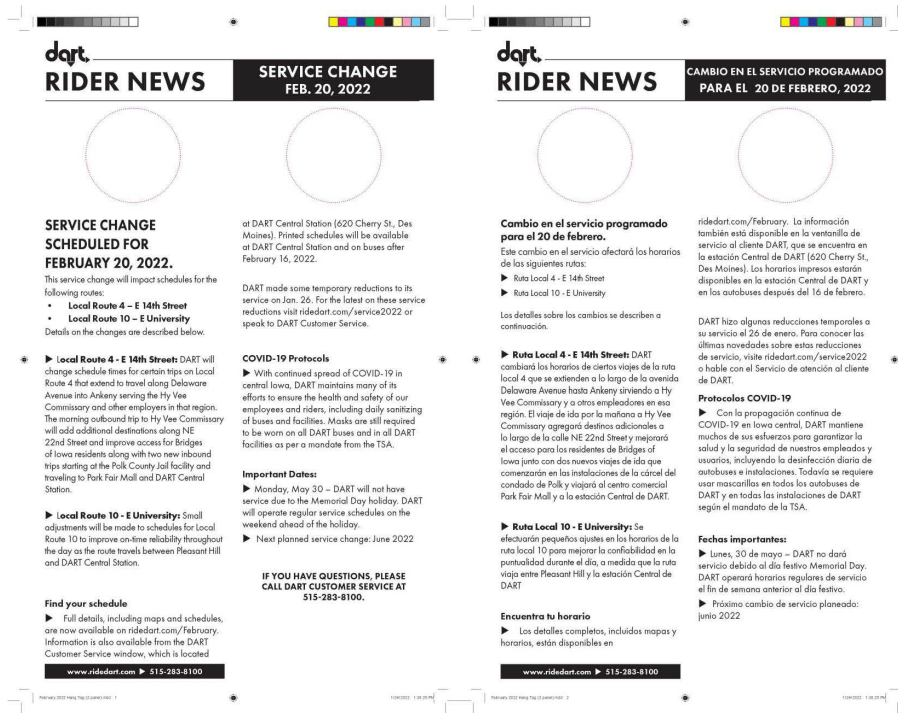 dart
RIDER NEWS
SERVICE CHANGE
FEB. 20, 2022
SERVICE CHANGE
SCHEDULED FOR
FEBRUARY 20, 2022.
This service change will impact schedules for the
following routes:
• Local Route 4 – E 14th Street
• Local Route 10 – E University
Details on the changes are described below.
▶ Local Route 4 - E 14th Street: DART will
change schedule times for certain trips on Local
Route 4 that extend to travel along Delaware
Avenue into Ankeny serving the Hy Vee
Commissary and other employers in that region.
The morning outbound trip to Hy Vee Commissary
will add additional destinations along NE
22nd Street and improve access for Bridges
of Iowa residents along with two new inbound
trips starting at the Polk County Jail facility and
traveling to Park Fair Mall and DART Central
Station.
▶ Local Route 10 - E University: Small
adjustments will be made to schedules for Local
Route 10 to improve on-time reliability throughout
the day as the route travels between Pleasant Hill
and DART Central Station.
Find your schedule
▶ Full details, including maps and schedules,
are now available on ridedart.com/February.
Information is also available from the DART
Customer Service window, which is located
www.ridedart.com ▶ 515-283-8100
at DART Central Station (620 Cherry St., Des
Moines). Printed schedules will be available
at DART Central Station and on buses after
February 16, 2022.
DART made some temporary reductions to its
service on Jan. 26. For the latest on these service
reductions visit ridedart.com/service2022 or
speak to DART Customer Service.
COVID-19 Protocols
▶ With continued spread of COVID-19 in
central Iowa, DART maintains many of its
efforts to ensure the health and safety of our
employees and riders, including daily sanitizing
of buses and facilities. Masks are still required
to be worn on all DART buses and in all DART
facilities as per a mandate from the TSA.
Important Dates:
▶ Monday, May 30 – DART will not have
service due to the Memorial Day holiday. DART
will operate regular service schedules on the
weekend ahead of the holiday.
▶ Next planned service change: June 2022
IF YOU HAVE QUESTIONS, PLEASE
CALL DART CUSTOMER SERVICE AT
515-283-8100.
February 2022 Hang Tag (2 panel).indd 1
1/24/2022 1:38:29 PM
dart
RIDER NEWS
CAMBIO EN EL SERVICIO PROGRAMADO
PARA EL 20 DE FEBRERO, 2022
Cambio en el servicio programado
para el 20 de febrero.
Este cambio en el servicio afectará los horarios
de las siguientes rutas:
▶ Ruta Local 4 - E 14th Street
▶ Ruta Local 10 - E University
Los detalles sobre los cambios se describen a
continuación.
▶ Ruta Local 4 - E 14th Street: DART
cambiará los horarios de ciertos viajes de la ruta
local 4 que se extienden a lo largo de la avenida
Delaware Avenue hasta Ankeny sirviendo a Hy
Vee Commissary y a otros empleadores en esa
región. El viaje de ida por la mañana a Hy Vee
Commissary agregará destinos adicionales a
lo largo de la calle NE 22nd Street y mejorará
el acceso para los residentes de Bridges of
Iowa junto con dos nuevos viajes de ida que
comenzarán en las instalaciones de la cárcel del
condado de Polk y viajará al centro comercial
Park Fair Mall y a la estación Central de DART.
▶ Ruta Local 10 - E University: Se
efectuarán pequeños ajustes en los horarios de la
ruta local 10 para mejorar la confiabilidad en la
puntualidad durante el día, a medida que la ruta
viaja entre Pleasant Hill y la estación Central de
DART
Encuentra tu horario
▶ Los detalles completos, incluidos mapas y
horarios, están disponibles en
www.ridedart.com ▶ 515-283-8100
ridedart.com/February. La información
también está disponible en la ventanilla de
servicio al cliente DART, que se encuentra en
la estación Central de DART (620 Cherry St.,
Des Moines). Los horarios impresos estarán
disponibles en la estación Central de DART y
en los autobuses después del 16 de febrero.
DART hizo algunas reducciones temporales a
su servicio el 26 de enero. Para conocer las
últimas novedades sobre estas reducciones
de servicio, visite ridedart.com/service2022
o hable con el Servicio de atención al cliente
de DART.
Protocolos COVID-19
▶ Con la propagación continua de
COVID-19 en Iowa central, DART mantiene
muchos de sus esfuerzos para garantizar la
salud y la seguridad de nuestros empleados y
usuarios, incluyendo la desinfección diaria de
autobuses e instalaciones. Todavía se requiere
usar mascarillas en todos los autobuses de
DART y en todas las instalaciones de DART
según el mandato de la TSA.
Fechas importantes:
▶ Lunes, 30 de mayo – DART no dará
servicio debido al día festivo Memorial Day.
DART operará horarios regulares de servicio
el fin de semana anterior al día festivo.
▶ Próximo cambio de servicio planeado:
junio 2022
February 2022 Hang Tag (2 panel).indd 2
1/24/2022 1:38:29 PM